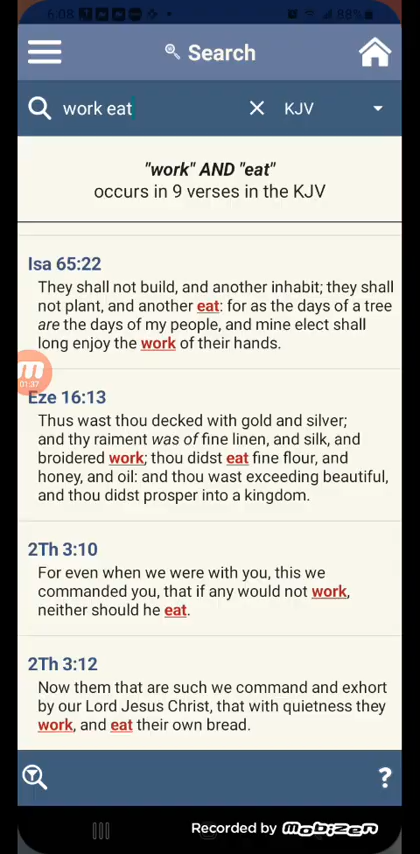 6:08 98%
Search
work eat KJV
"work" AND "eat"
occurs in 9 verses in the KJV
Isa 65:22
They shall not build, and another inhabit; they shall
not plant, and another eat: for as the days of a tree
are the days of my people, and mine elect shall
long enjoy the work of their hands.
01:37
Eze 16:13
Thus wast thou decked with gold and silver;
and thy raiment was of fine linen, and silk, and
broidered work; thou didst eat fine flour, and
honey, and oil: and thou wast exceeding beautiful,
and thou didst prosper into a kingdom.
2Th 3:10
For even when we were with you, this we
commanded you, that if any would not work,
neither should he eat.
2Th 3:12
Now them that are such we command and exhort
by our Lord Jesus Christ, that with quietness they
work, and eat their own bread.
?
Recorded by mobizen